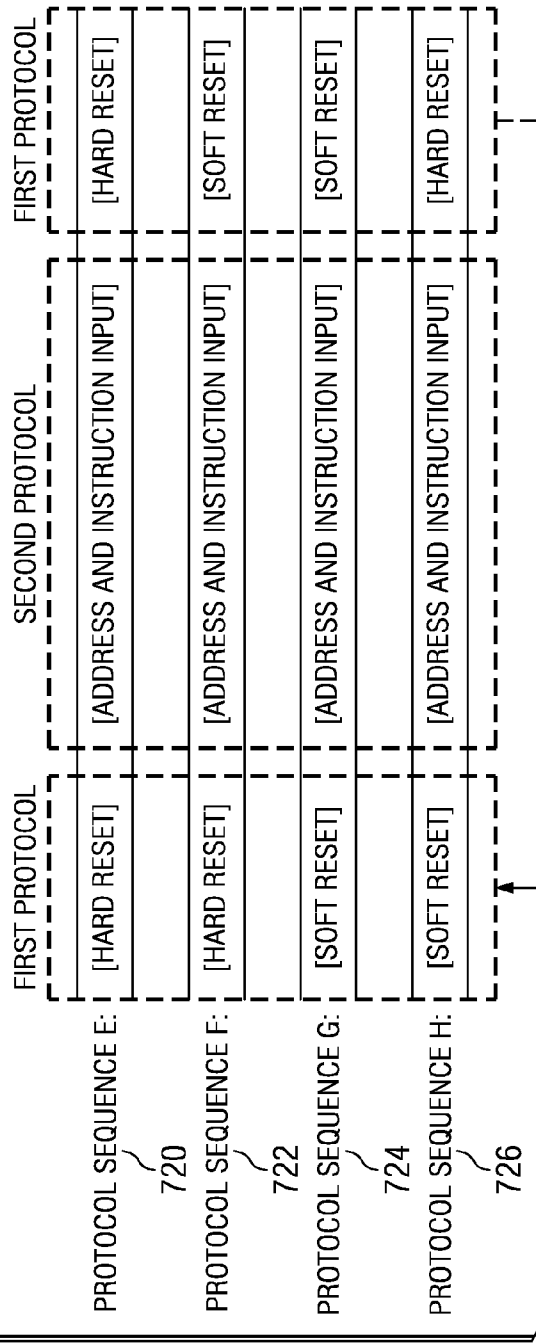 FIRST PROTOCOL SECOND PROTOCOL FIRST PROTOCOL
PROTOCOL SEQUENCE E: [HARD RESET] [ADDRESS AND INSTRUCTION INPUT] [HARD RESET]
720
PROTOCOL SEQUENCE F: [HARD RESET] [ADDRESS AND INSTRUCTION INPUT] [SOFT RESET]
722
PROTOCOL SEQUENCE G: [SOFT RESET] [ADDRESS AND INSTRUCTION INPUT] [SOFT RESET]
724
PROTOCOL SEQUENCE H: [SOFT RESET] [ADDRESS AND INSTRUCTION INPUT] [HARD RESET]
726